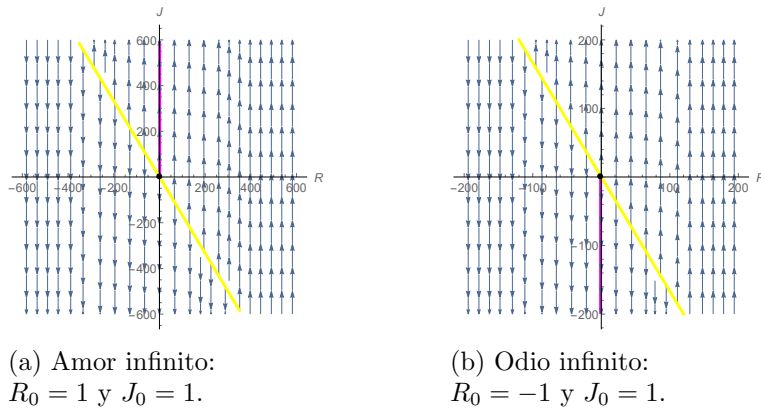 J J
600 200
400
100
200
-600 -400 -200 200 400 600 R -200 -100 100 200 R
-200
-100
-400
-600 -200
(a) Amor infinito: (b) Odio infinito:
R₀ = 1 y J₀ = 1. R₀ = −1 y J₀ = 1.